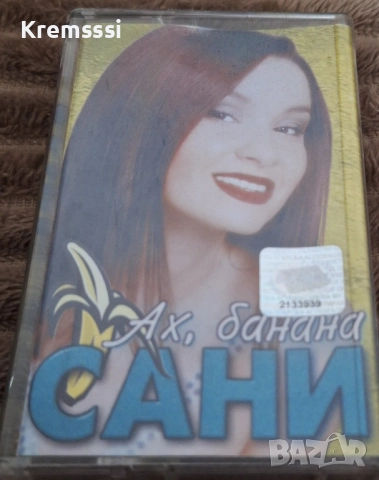 Kremsssi
2133939
Ах, банана
САНИ
BAZAR